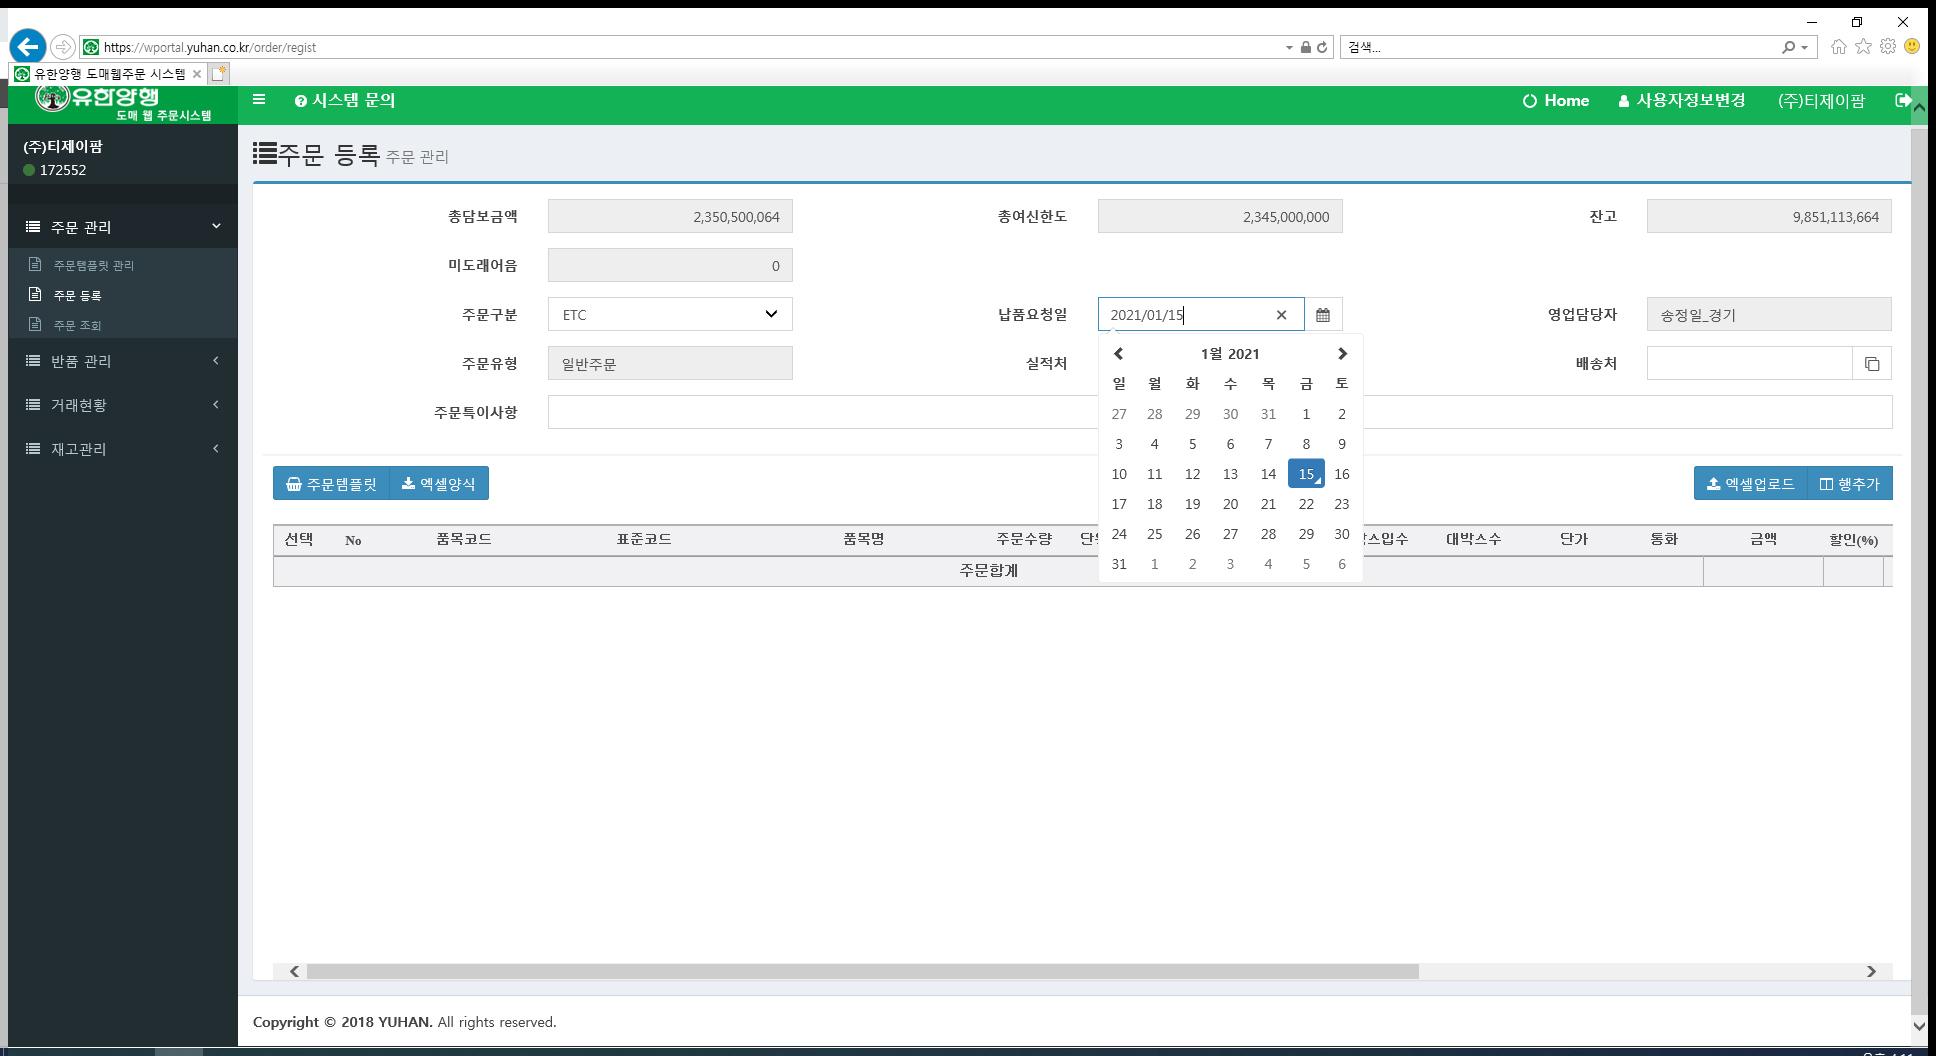 https://wportal.yuhan.co.kr/order/regist
검색...
유한양행 도매웹주문 시스템
유한양행
도매 웹 주문시스템
시스템 문의
Home
사용자정보변경
(주)티제이팜
(주)티제이팜
172552
주문 관리
주문템플릿 관리
주문 등록
주문 조회
반품 관리
거래현황
재고관리
주문 등록 주문 관리
총담보금액 2,350,500,064 총여신한도 2,345,000,000 잔고 9,851,113,664
미도래어음 0
주문구분 ETC 납품요청일 2021/01/15 영업담당자 송정일_경기
주문유형 일반주문 실적처 배송처
주문특이사항
1월 2021
일 월 화 수 목 금 토
27 28 29 30 31 1 2
3 4 5 6 7 8 9
10 11 12 13 14 15 16
17 18 19 20 21 22 23
24 25 26 27 28 29 30
31 1 2 3 4 5 6
주문템플릿 엑셀양식 엑셀업로드 행추가
선택 No 품목코드 표준코드 품목명 주문수량 대박스수 단가 통화 금액 할인(%)
주문합계
Copyright © 2018 YUHAN. All rights reserved.